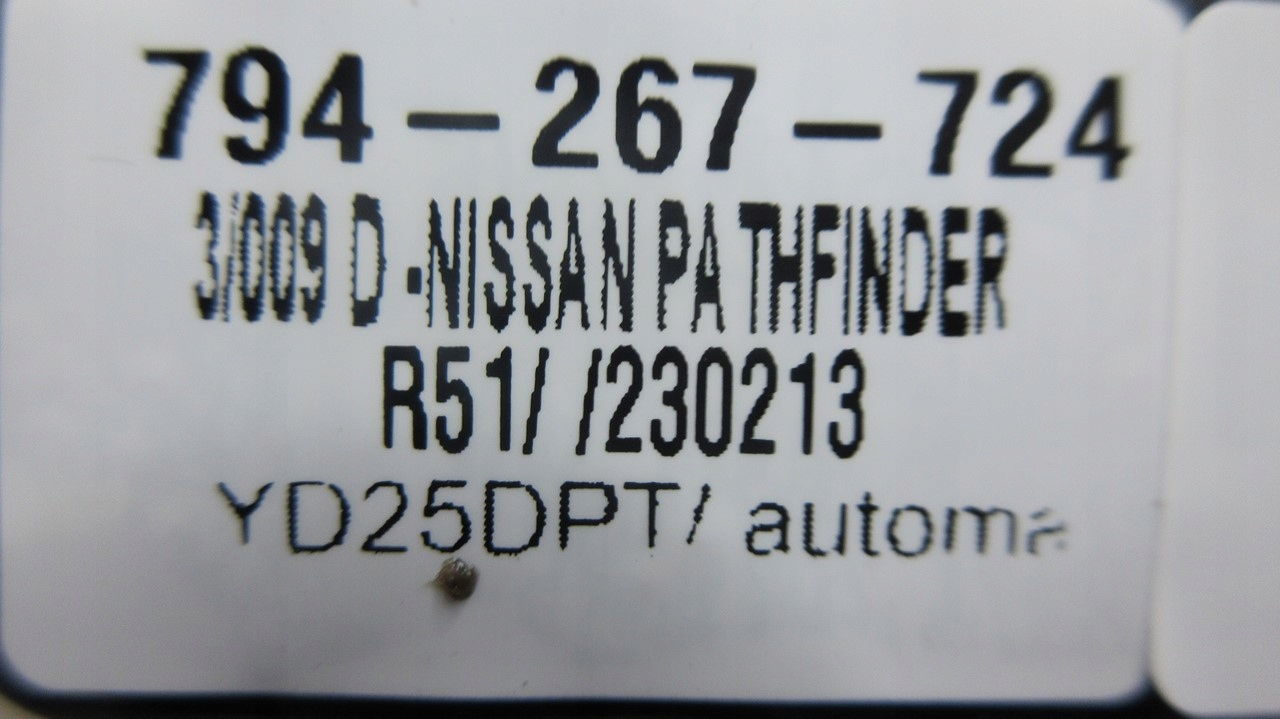 794-267-724
3/009 D -NISSAN PATHFINDER
R51/ /230213
YD25DPT/ automa